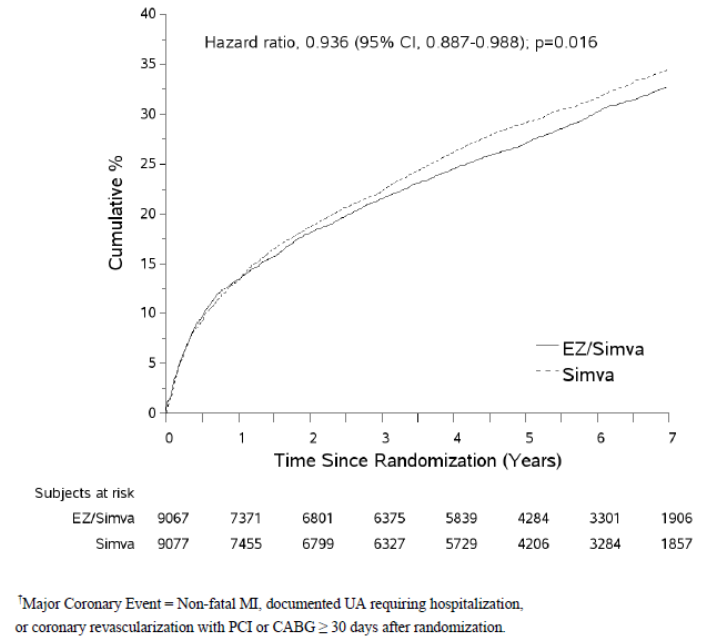 40
Hazard ratio, 0.936 (95% CI, 0.887-0.988); p=0.016
35
30
25
Cumulative %
20
15
10
5
0
EZ/Simva
Simva
0 1 2 3 4 5 6 7
Time Since Randomization (Years)
Subjects at risk
EZ/Simva 9067 7371 6801 6375 5839 4284 3301 1906
Simva 9077 7455 6799 6327 5729 4206 3284 1857
†Major Coronary Event = Non-fatal MI, documented UA requiring hospitalization,
or coronary revascularization with PCI or CABG ≥ 30 days after randomization.